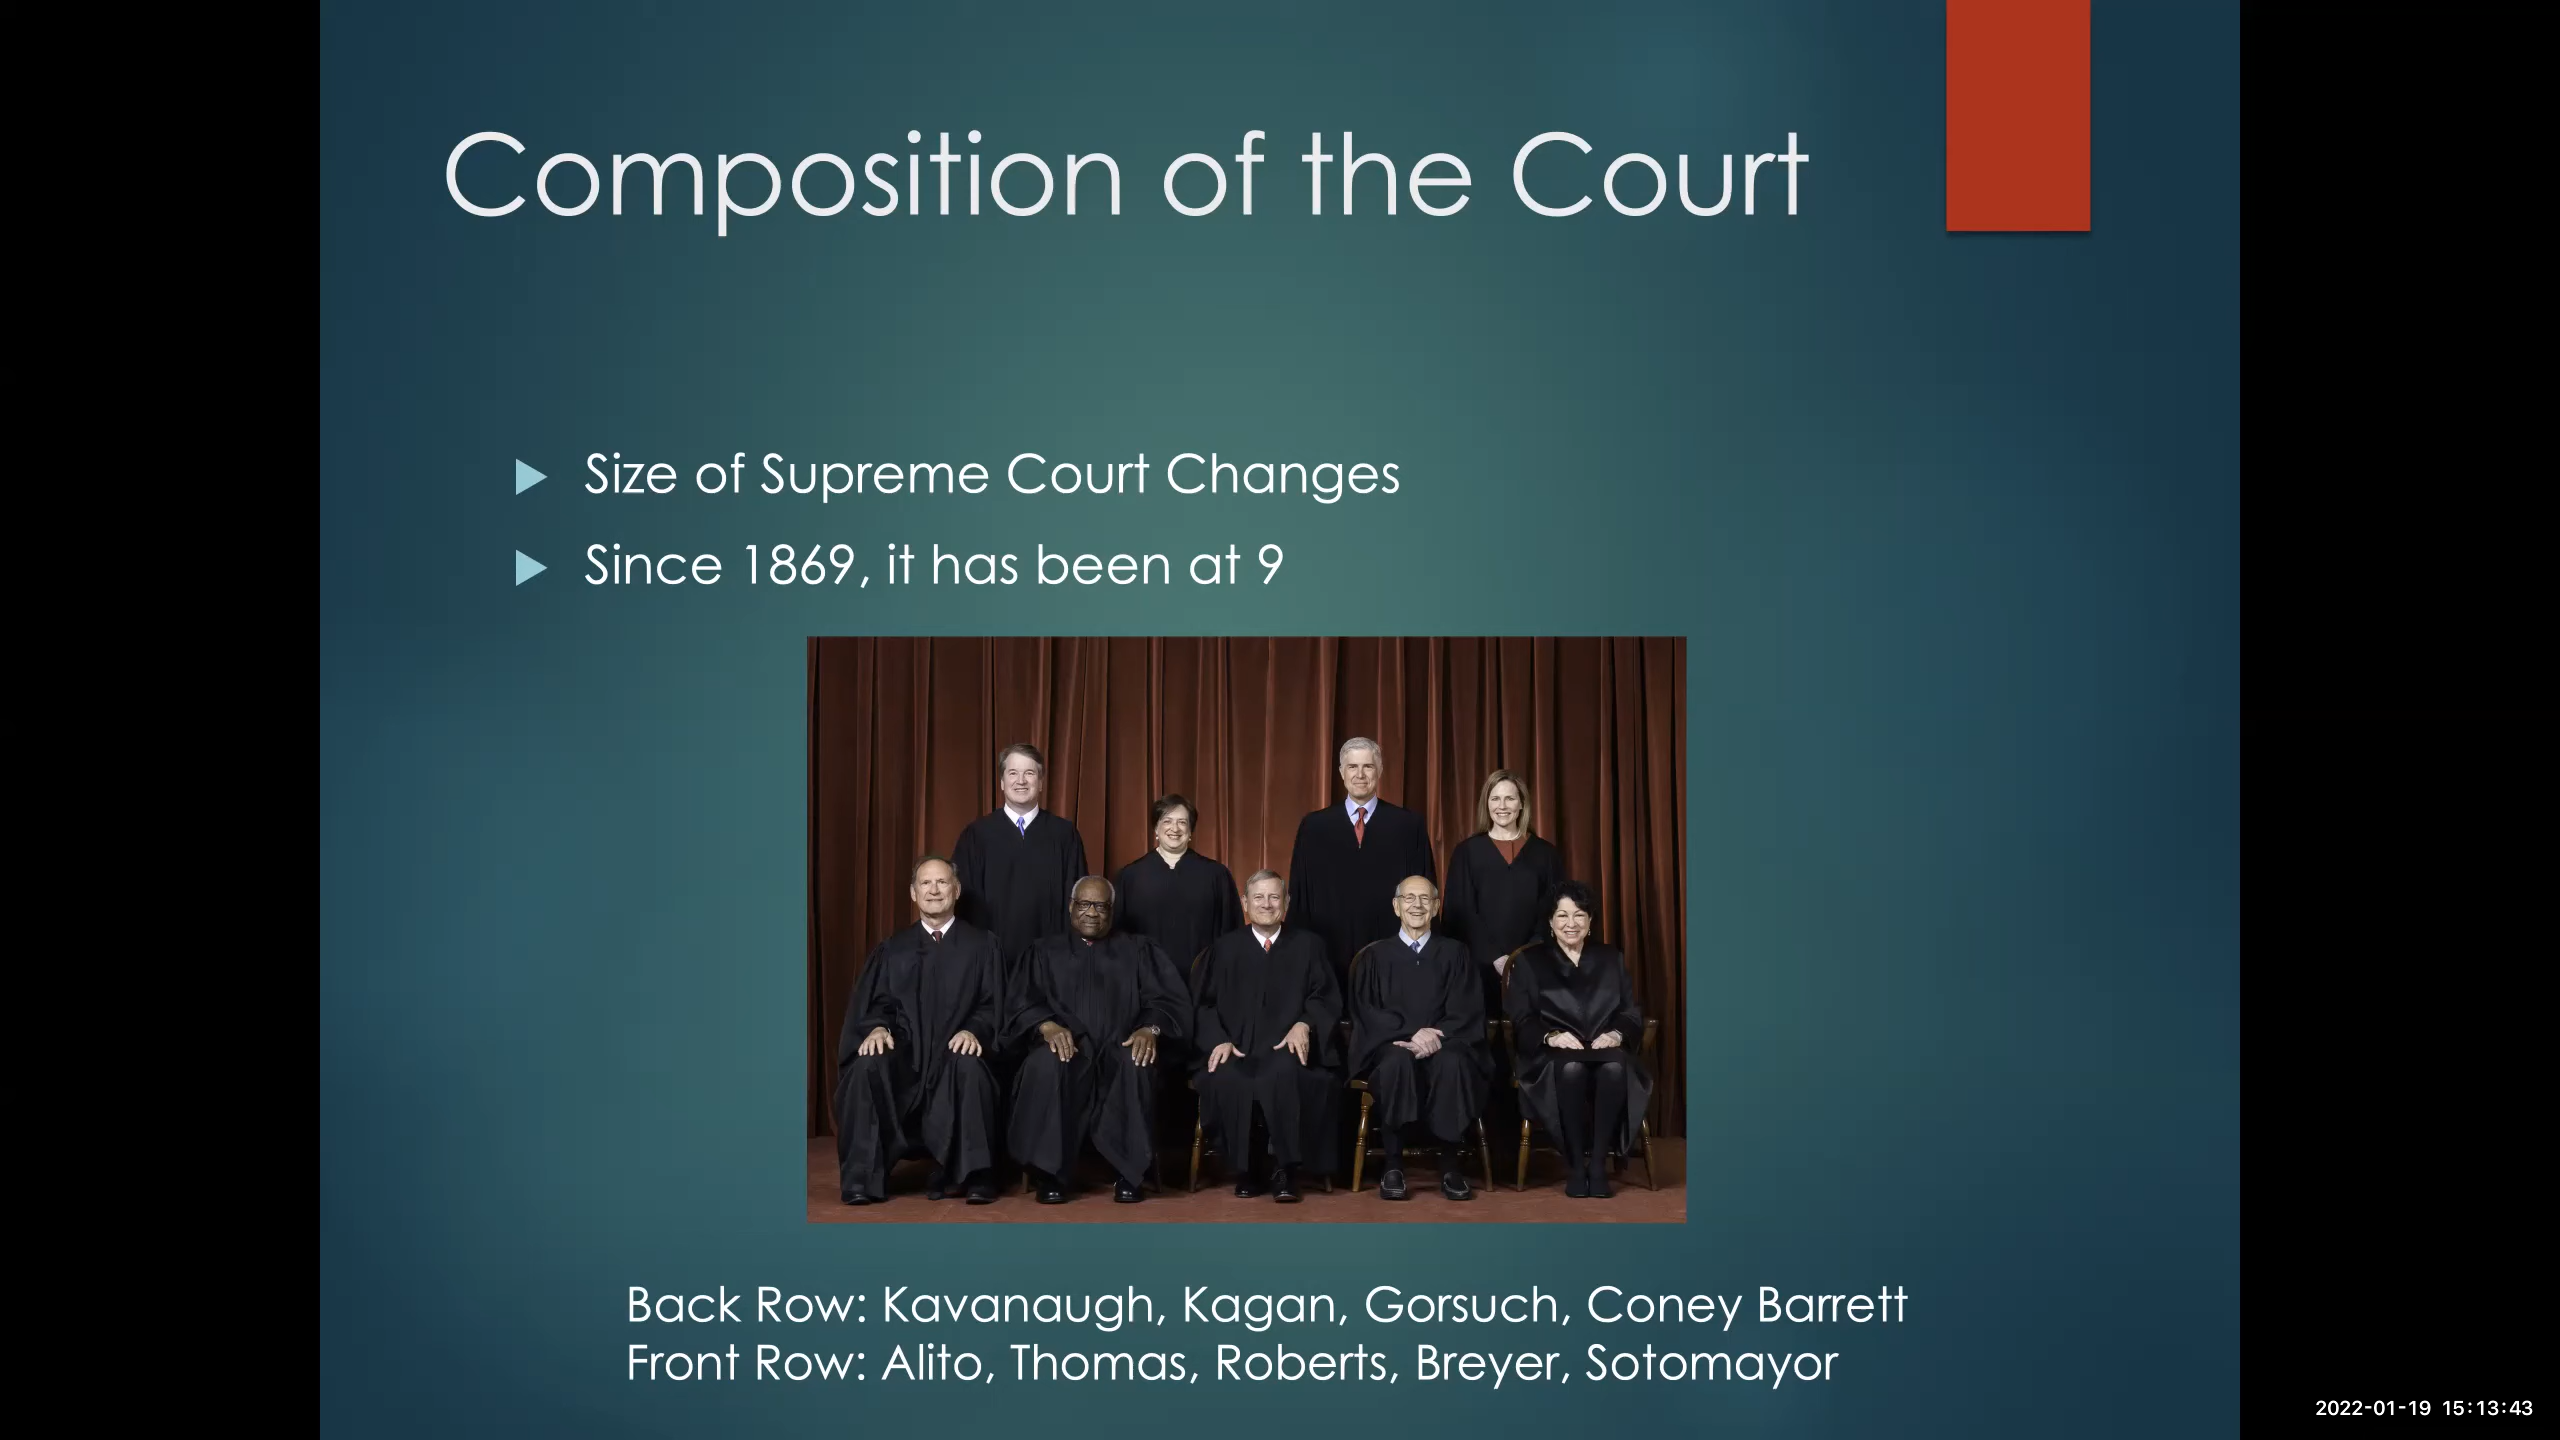 Composition of the Court
Size of Supreme Court Changes
Since 1869, it has been at 9
Back Row: Kavanaugh, Kagan, Gorsuch, Coney Barrett
Front Row: Alito, Thomas, Roberts, Breyer, Sotomayor
2022-01-19 15:13:43